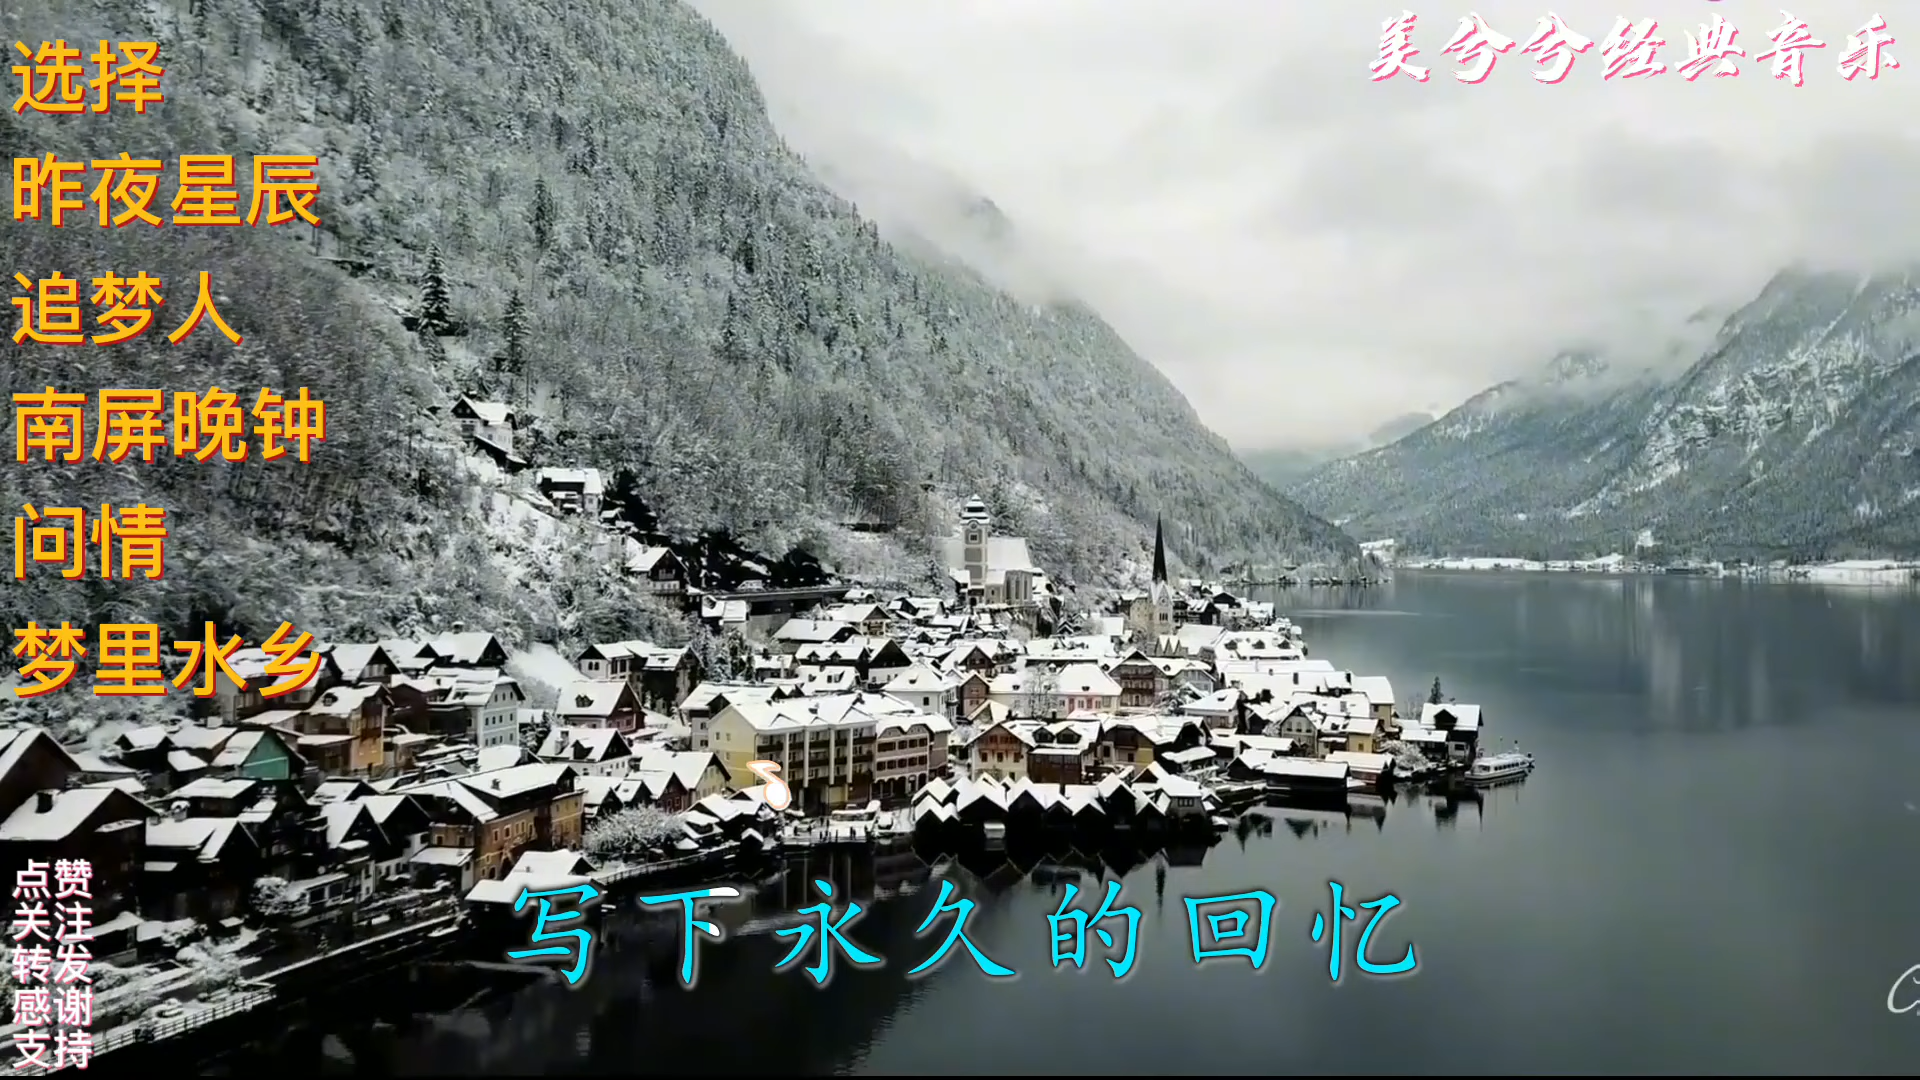 美兮兮经典音乐
选择
昨夜星辰
追梦人
南屏晚钟
问情
梦里水乡
写下永久的回忆
点赞
关注
转发
感谢
支持